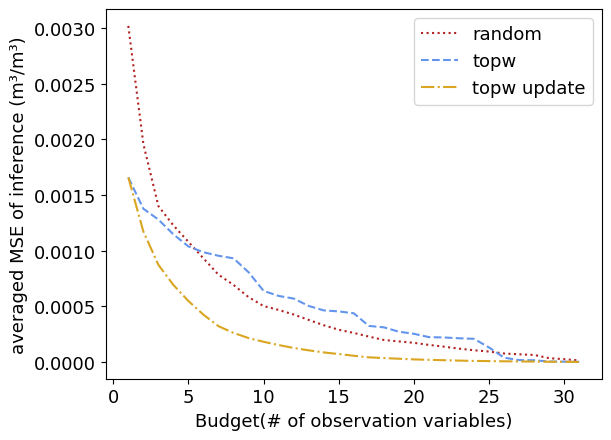 averaged MSE of inference (m³/m³)
0.0030
0.0025
0.0020
0.0015
0.0010
0.0005
0.0000
random
topw
topw update
0 5 10 15 20 25 30
Budget(# of observation variables)